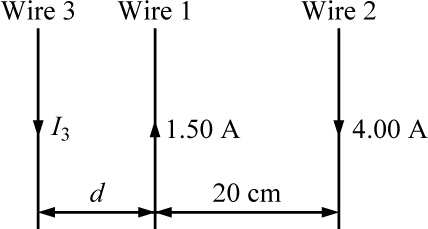 Wire 3 Wire 1 Wire 2
I₃ 1.50 A 4.00 A
d 20 cm